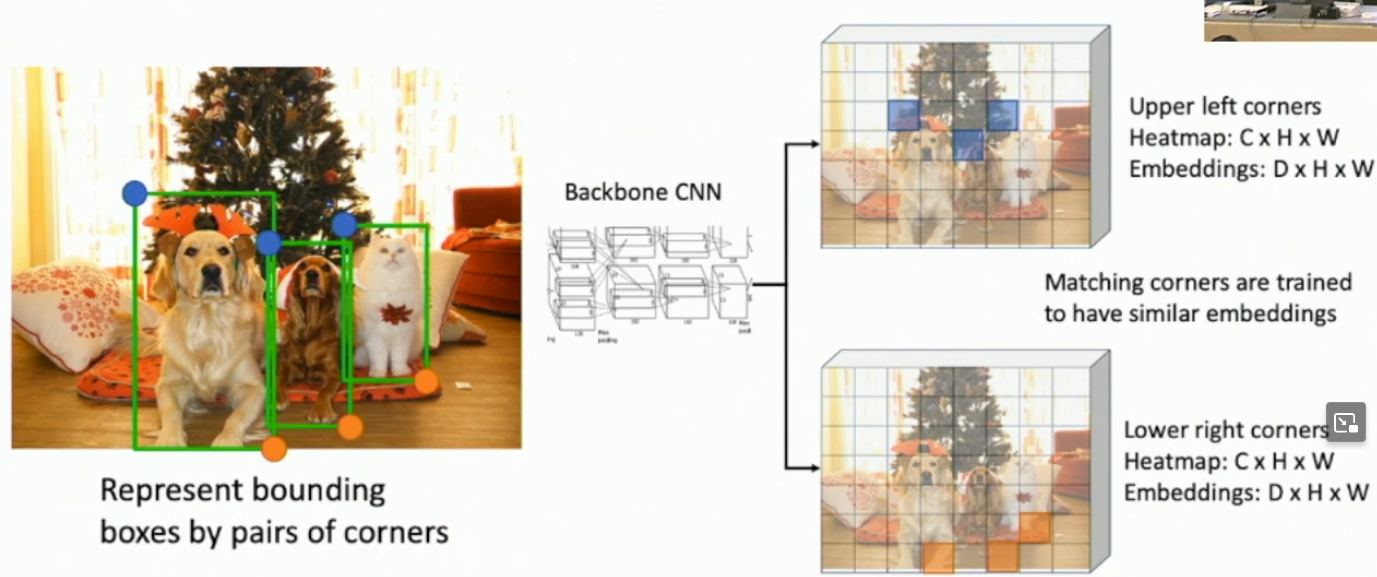 Backbone CNN
Upper left corners
Heatmap: C x H x W
Embeddings: D x H x W
Matching corners are trained
to have similar embeddings
Lower right corners
Heatmap: C x H x W
Embeddings: D x H x W
Represent bounding
boxes by pairs of corners